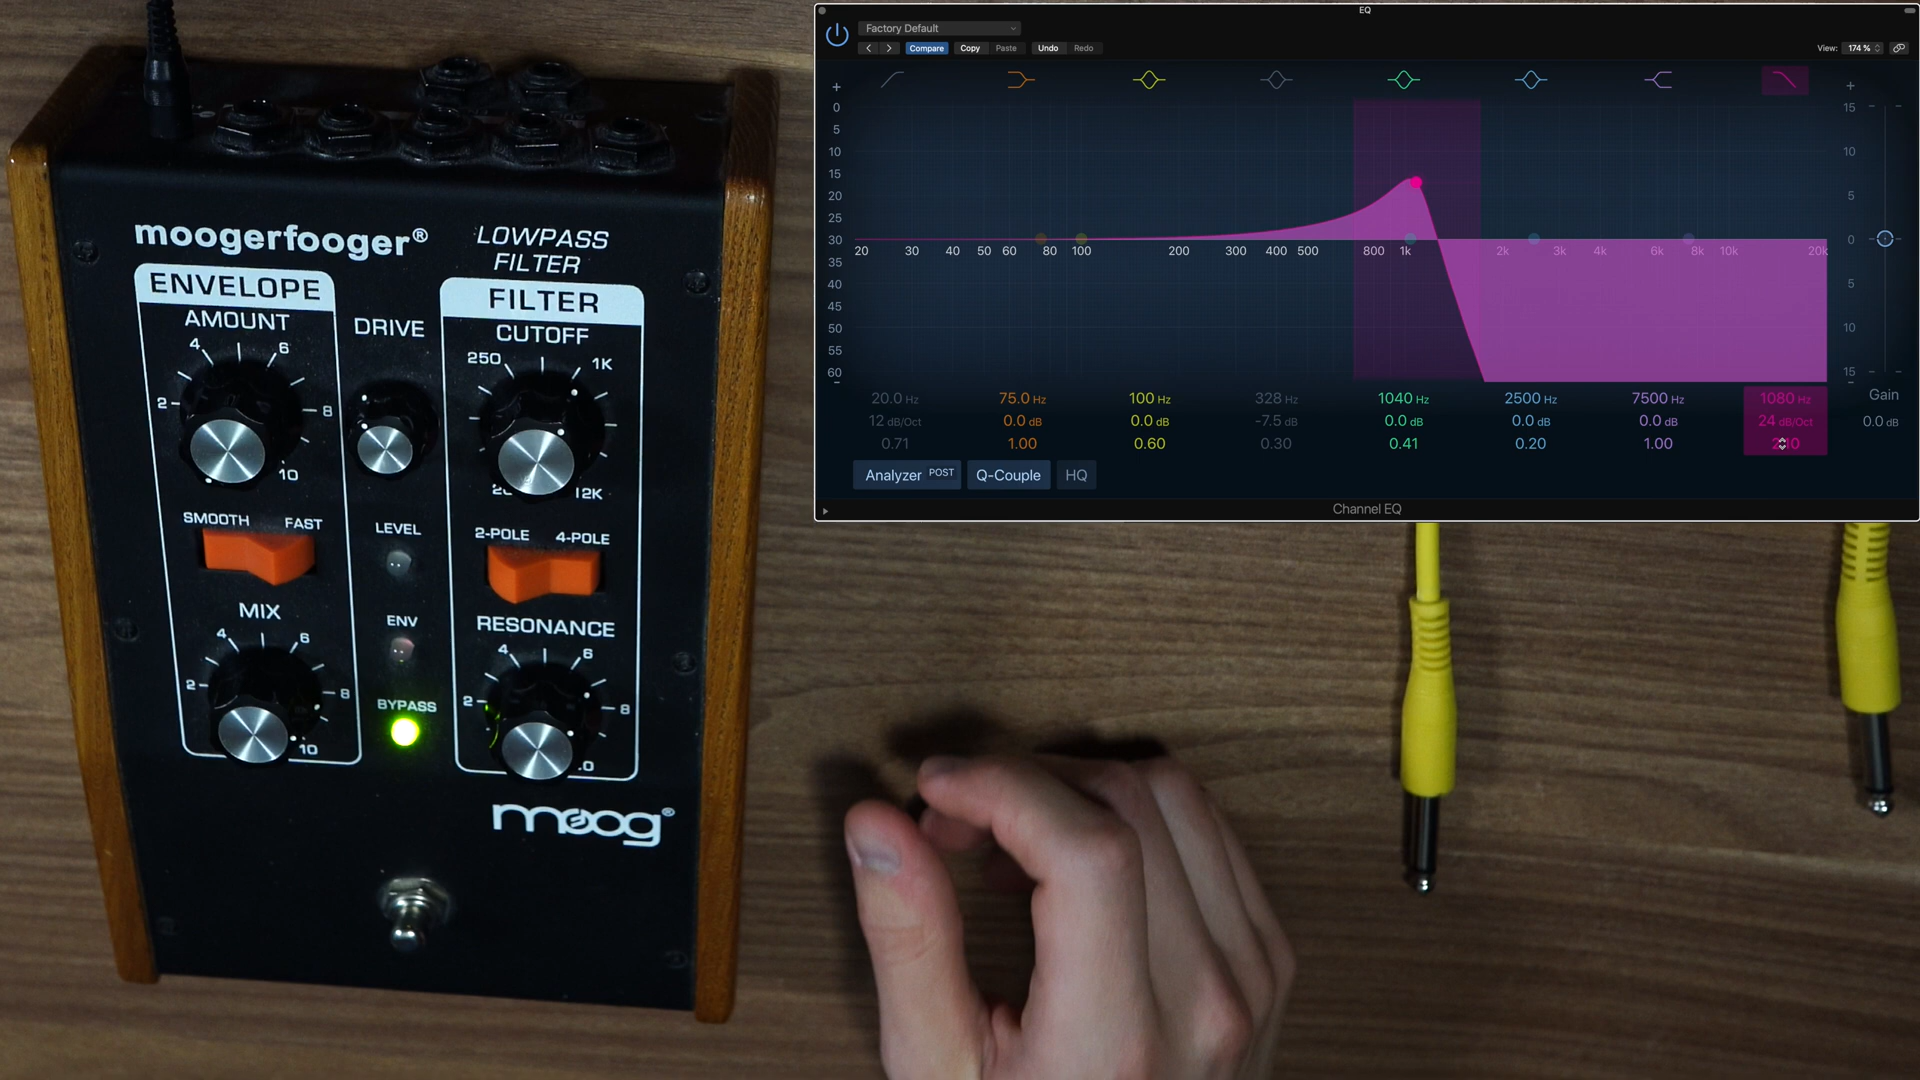 moogerfooger®
LOWPASS
FILTER
ENVELOPE
AMOUNT
4
6
2
8
10
DRIVE
FILTER
CUTOFF
250
1K
12K
SMOOTH
FAST
LEVEL
2-POLE
4-POLE
MIX
4
6
2
8
10
ENV
BYPASS
RESONANCE
4
6
2
8
moog®
EQ
Factory Default
Compare
Copy
Paste
Undo
Redo
View:
174 %
+
0
5
10
15
20
25
30
35
40
45
50
55
60
-
20
30
40
50
60
80
100
200
300
400
500
800
1k
2k
3k
4k
6k
8k
10k
20k
+
15
10
5
0
5
10
15
-
Gain
0.0 dB
20.0 Hz
75.0 Hz
100 Hz
328 Hz
1040 Hz
2500 Hz
7500 Hz
1080 Hz
12 dB/Oct
0.0 dB
0.0 dB
-7.5 dB
0.0 dB
0.0 dB
0.0 dB
24 dB/Oct
0.71
1.00
0.60
0.30
0.41
0.20
1.00
Analyzer POST
Q-Couple
HQ
Channel EQ